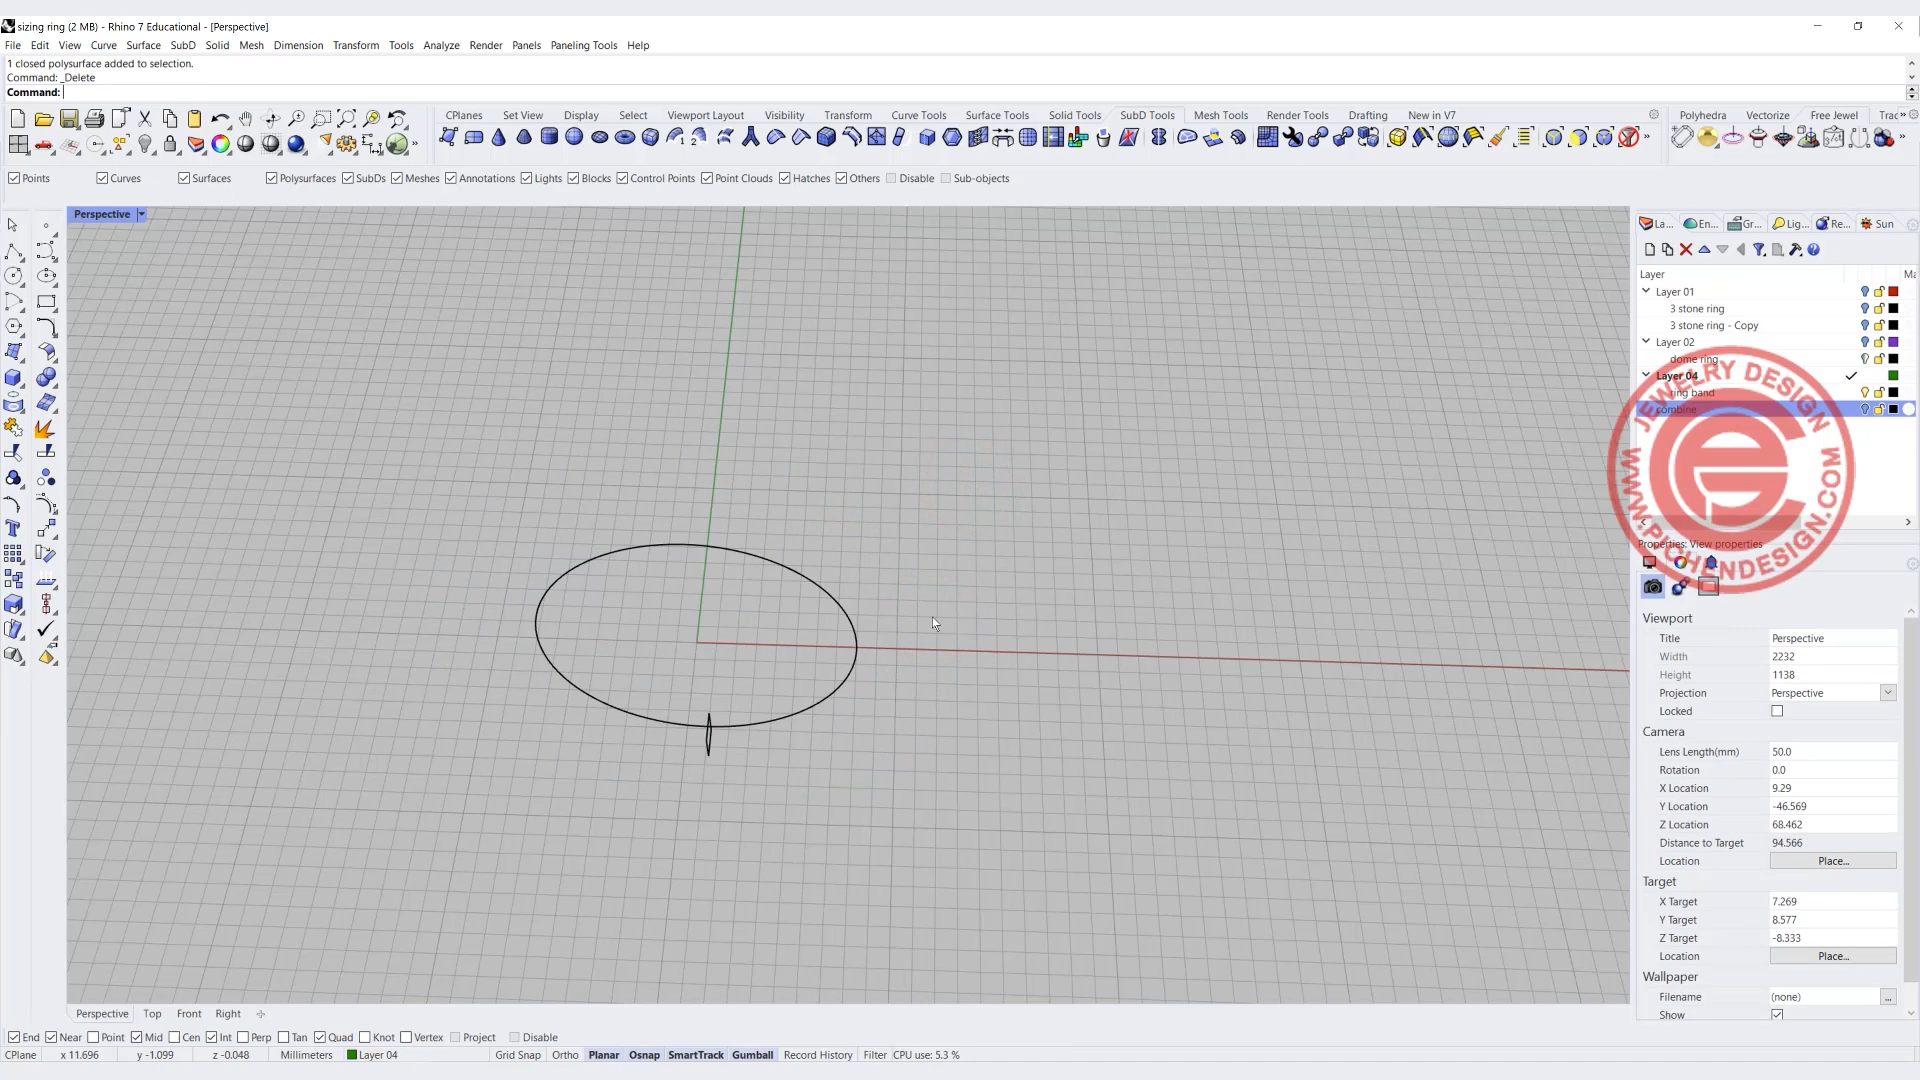 sizing ring (2 MB) - Rhino 7 Educational - [Perspective]
File Edit View Curve Surface SubD Solid Mesh Dimension Transform Tools Analyze Render Panels Paneling Tools Help
1 closed polysurface added to selection.
Command: _Delete
Command:
CPlanes Set View Display Select Viewport Layout Visibility Transform Curve Tools Surface Tools Solid Tools SubD Tools Mesh Tools Render Tools Drafting New in V7 Polyhedra Vectorize Free Jewel Trac
Points Curves Surfaces Polysurfaces SubDs Meshes Annotations Lights Blocks Control Points Point Clouds Hatches Others Disable Sub-objects
Perspective
La... En... Gr... Lig... Re... Sun
Layer Ma
Layer 01
3 stone ring
3 stone ring - Copy
Layer 02
dome ring
Layer 04
ring band
combine
JEWELRY DESIGN
WWW.PICHENDESIGN.COM
Properties: View properties
Viewport
Title Perspective
Width 2232
Height 1138
Projection Perspective
Locked
Camera
Lens Length(mm) 50.0
Rotation 0.0
X Location 9.29
Y Location -46.569
Z Location 68.462
Distance to Target 94.566
Location Place...
Target
X Target 7.269
Y Target 8.577
Z Target -8.333
Location Place...
Wallpaper
Filename (none) ...
Show
Perspective Top Front Right
End Near Point Mid Cen Int Perp Tan Quad Knot Vertex Project Disable
CPlane x 11.696 y -1.099 z -0.048 Millimeters Layer 04 Grid Snap Ortho Planar Osnap SmartTrack Gumball Record History Filter CPU use: 5.3 %